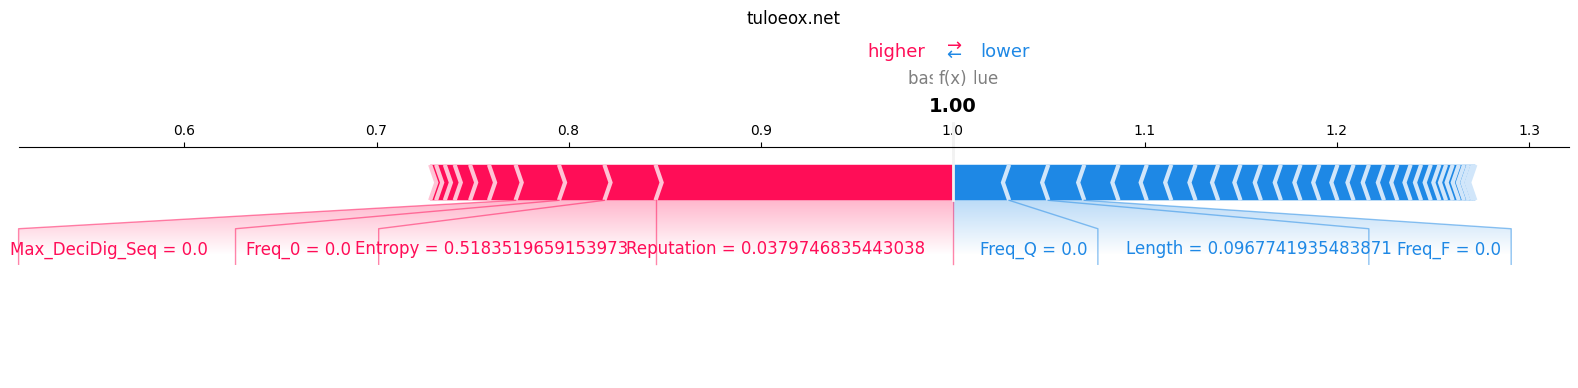 tuloeox.net
higher ⇄ lower
bas f(x) lue
1.00
0.6 0.7 0.8 0.9 1.0 1.1 1.2 1.3
Max_DeciDig_Seq = 0.0 Freq_0 = 0.0 Entropy = 0.5183519659153973 Reputation = 0.0379746835443038 Freq_Q = 0.0 Length = 0.0967741935483871 Freq_F = 0.0